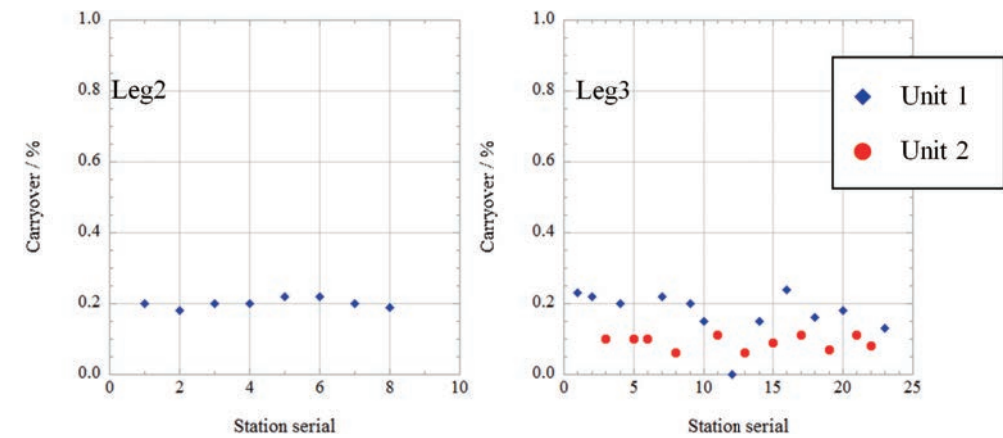 1.0
0.8
0.6
0.4
0.2
0.0
0 2 4 6 8 10
Carryover / %
Station serial
Leg2
1.0
0.8
0.6
0.4
0.2
0.0
0 5 10 15 20 25
Carryover / %
Station serial
Leg3
Unit 1
Unit 2